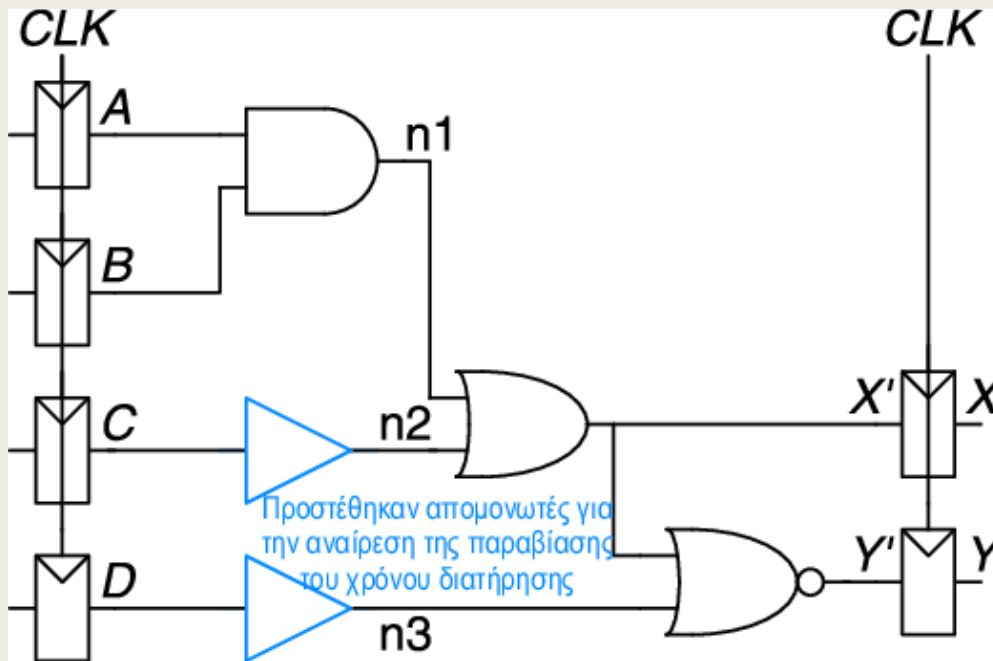 CLK
CLK
A
n1
B
C
n2
X'
X
Προστέθηκαν απομονωτές για
την αναίρεση της παραβίασης
του χρόνου διατήρησης
D
n3
Y'
Y